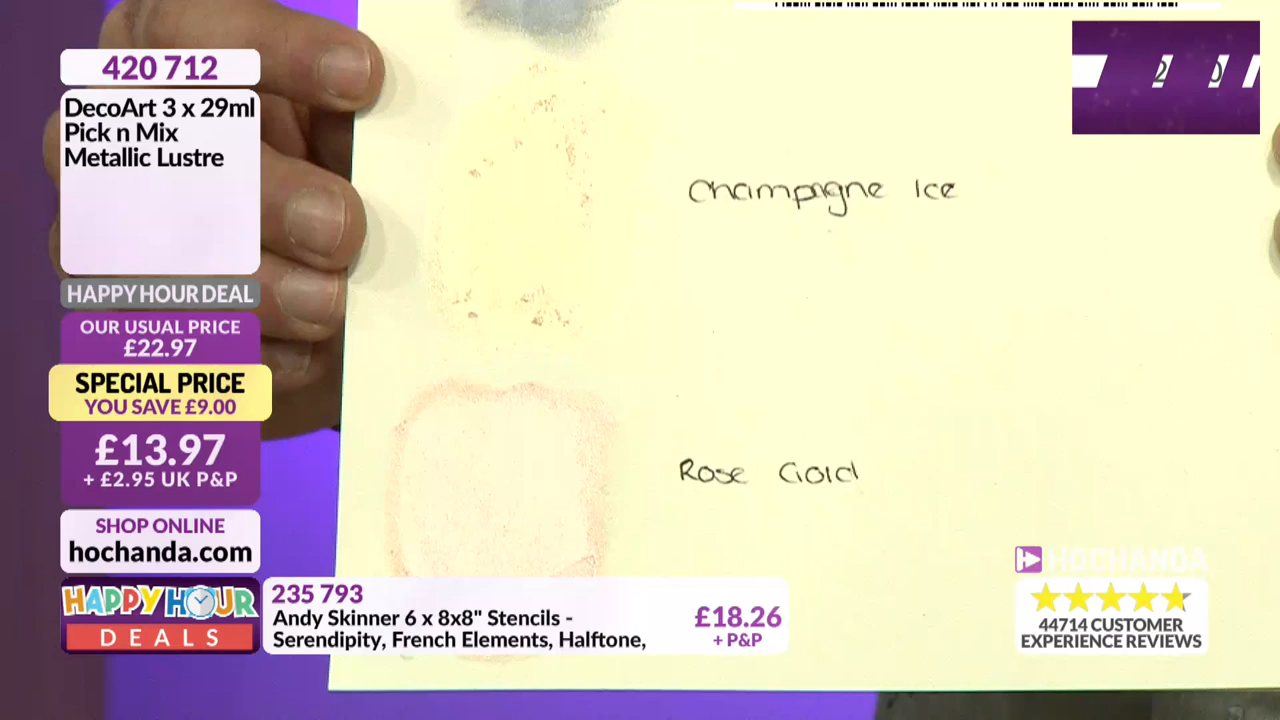 420 712
DecoArt 3 x 29ml
Pick n Mix
Metallic Lustre
HAPPY HOUR DEAL
OUR USUAL PRICE
£22.97
SPECIAL PRICE
YOU SAVE £9.00
£13.97
+ £2.95 UK P&P
SHOP ONLINE
hochanda.com
HAPPY HOUR
DEALS
235 793
Andy Skinner 6 x 8x8" Stencils -
Serendipity, French Elements, Halftone,
£18.26
+ P&P
Champagne Ice
Rose Gold
HOCHANDA
44714 CUSTOMER
EXPERIENCE REVIEWS